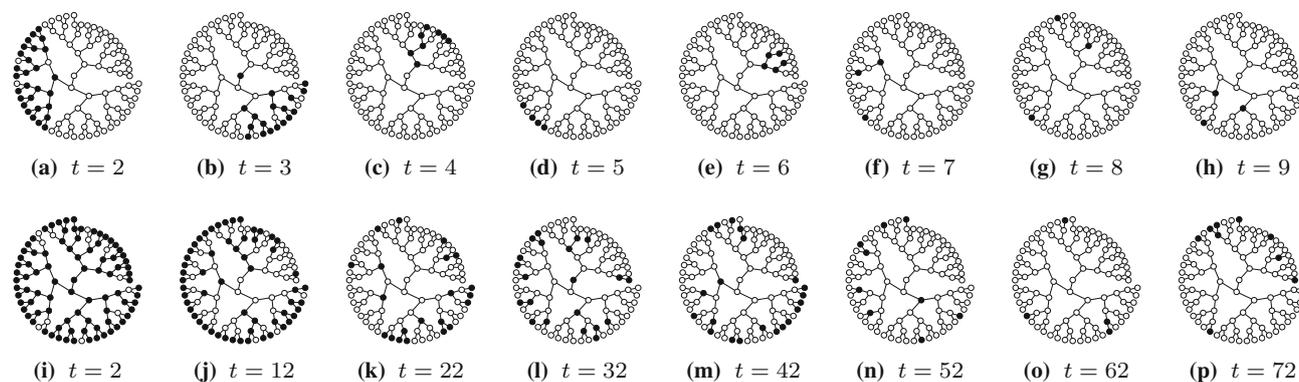 (a) t = 2 (b) t = 3 (c) t = 4 (d) t = 5 (e) t = 6 (f) t = 7 (g) t = 8 (h) t = 9
(i) t = 2 (j) t = 12 (k) t = 22 (l) t = 32 (m) t = 42 (n) t = 52 (o) t = 62 (p) t = 72